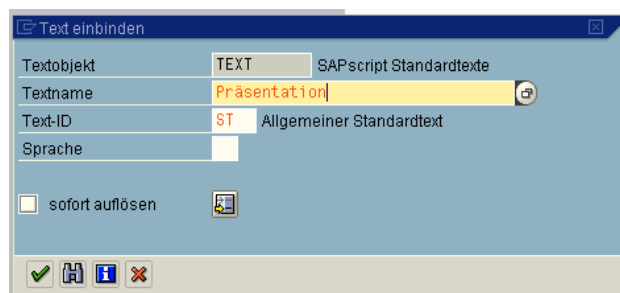 Text einbinden
Textobjekt TEXT SAPscript Standardtexte
Textname Präsentation
Text-ID ST Allgemeiner Standardtext
Sprache
sofort auflösen